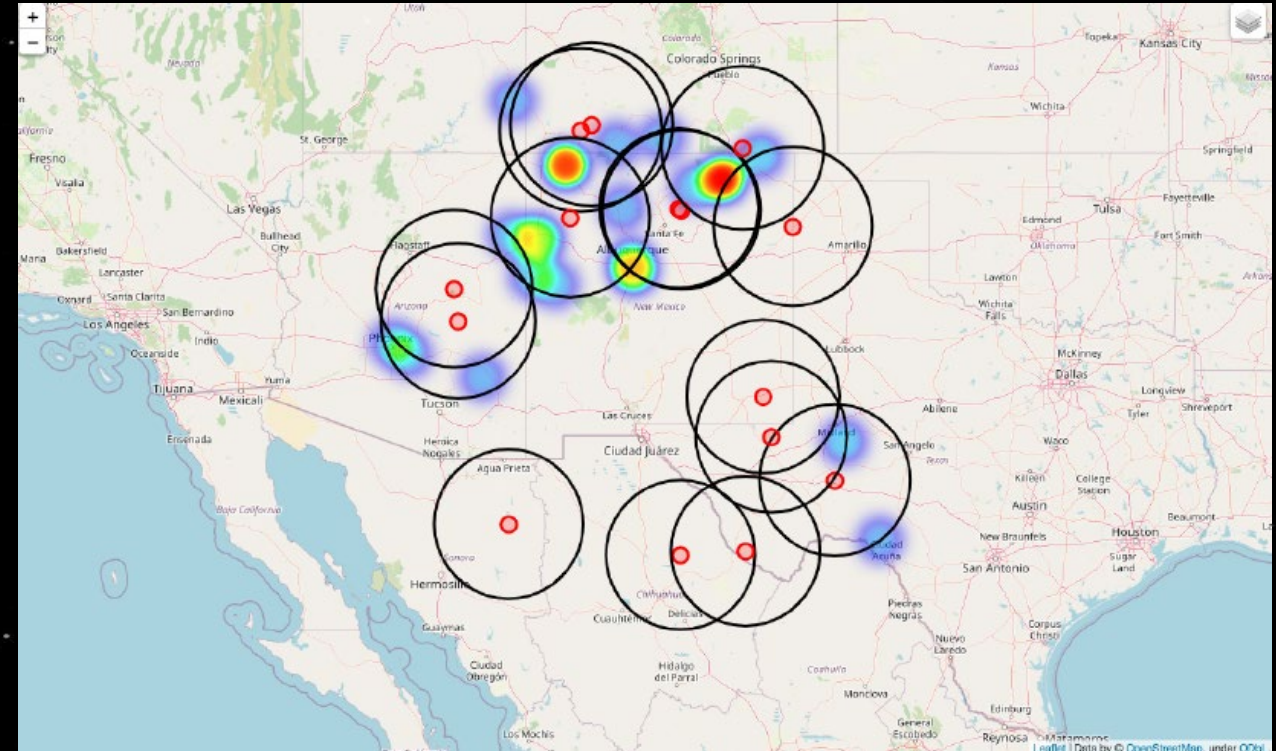 +
−
Utah
Colorado
Topeka
Kansas City
Nevada
Colorado Springs
Pueblo
Kansas
Wichita
St. George
Springfield
Fresno
Visalia
Las Vegas
Tulsa
Fayetteville
Santa Fe
Edmond
Bullhead
City
Flagstaff
Albuquerque
Amarillo
Oklahoma
Fort Smith
Bakersfield
Maria
Lancaster
Lawton
Oxnard
Santa Clarita
Arizona
New Mexico
San Bernardino
Wichita
Falls
Los Angeles
Phoenix
Indio
Oceanside
Lubbock
McKinney
Dallas
Yuma
Tijuana
Mexicali
Tucson
Abilene
Longview
Tyler
Shreveport
Las Cruces
Ensenada
Heroica
Nogales
Midland
San Angelo
Waco
Ciudad Juárez
Texas
Agua Prieta
Killeen
College
Station
Baja California
Austin
Beaumont
New Braunfels
Houston
Sonora
Ciudad
Acuña
Sugar
Land
San Antonio
Hermosillo
Chihuahua
Cuauhtémoc
Delicias
Piedras
Negras
Guaymas
Corpus
Christi
Nuevo
Laredo
Ciudad
Obregón
Hidalgo
del Parral
Coahuila
Monclova
Edinburg
General
Escobedo
Los Mochis
Reynosa
Matamoros
Leaflet | Data by © OpenStreetMap, under ODbL